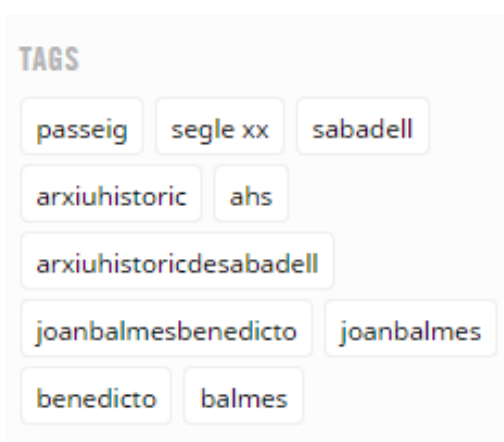 TAGS
passeig segle xx sabadell
arxiuhistoric ahs
arxiuhistoricdesabadell
joanbalmesbenedicto joanbalmes
benedicto balmes